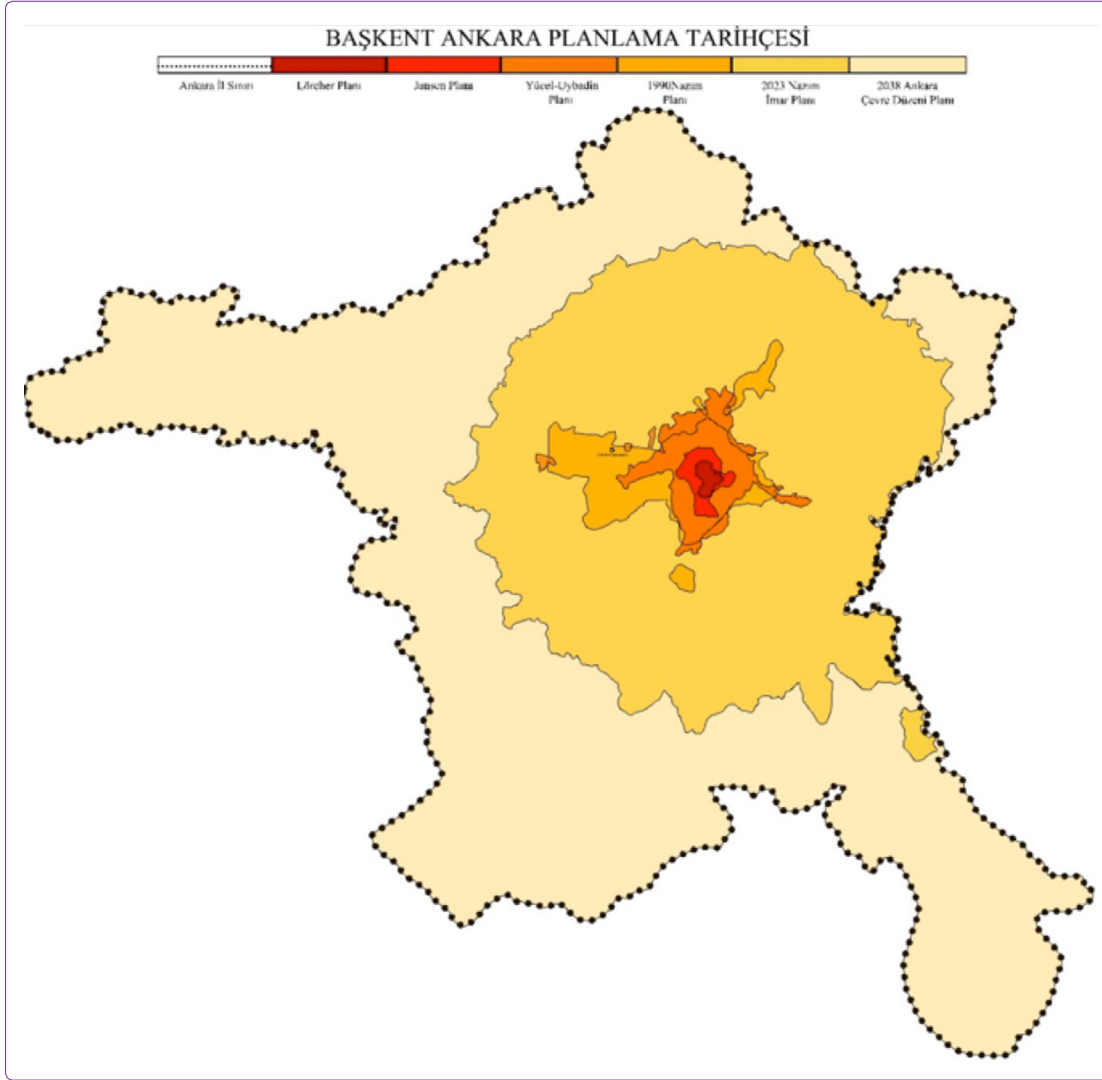 BAŞKENT ANKARA PLANLAMA TARİHÇESİ
Ankara İl Sınırı
Lörcher Planı
Jansen Planı
Yücel-Uybadin
Planı
1990Nazım
Planı
2023 Nazım
İmar Planı
2038 Ankara
Çevre Düzeni Planı